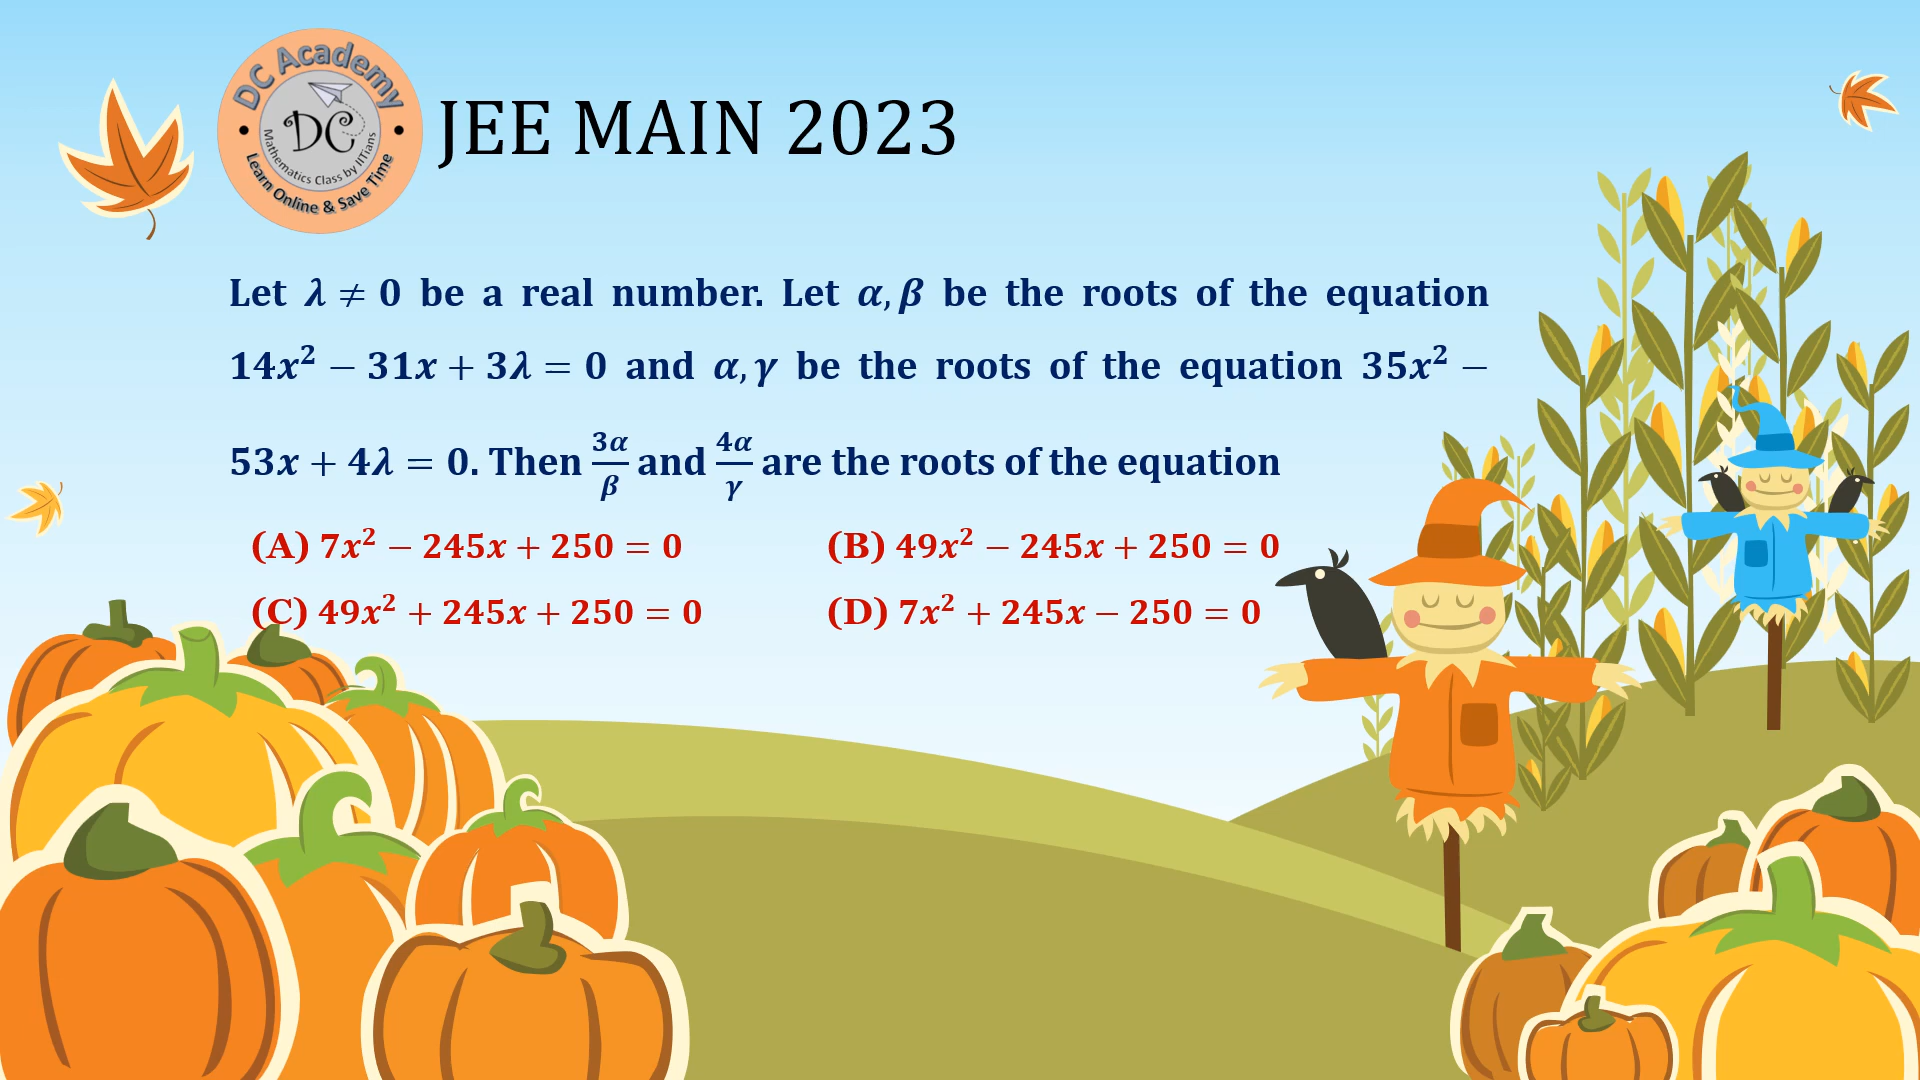 DC Academy
DC
Mathematics Class by IITians
Learn Online & Save Time
JEE MAIN 2023
Let λ ≠ 0 be a real number. Let α, β be the roots of the equation
14x² − 31x + 3λ = 0 and α, γ be the roots of the equation 35x² −
53x + 4λ = 0. Then 3α/β and 4α/γ are the roots of the equation
(A) 7x² − 245x + 250 = 0 (B) 49x² − 245x + 250 = 0
(C) 49x² + 245x + 250 = 0 (D) 7x² + 245x − 250 = 0